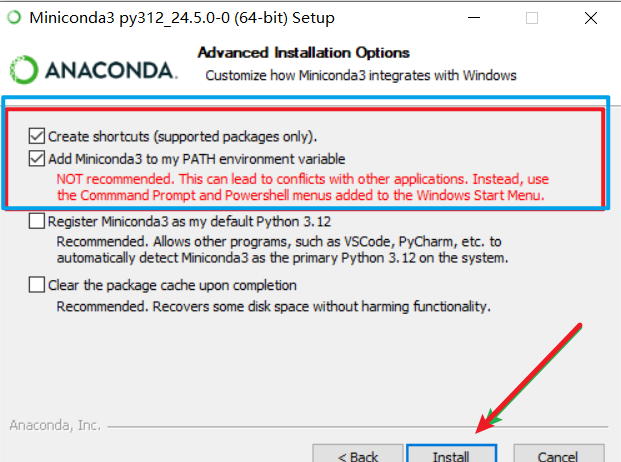 Miniconda3 py312_24.5.0-0 (64-bit) Setup
Advanced Installation Options
Customize how Miniconda3 integrates with Windows
ANACONDA.
Create shortcuts (supported packages only).
Add Miniconda3 to my PATH environment variable
NOT recommended. This can lead to conflicts with other applications. Instead, use
the Commmand Prompt and Powershell menus added to the Windows Start Menu.
Register Miniconda3 as my default Python 3.12
Recommended. Allows other programs, such as VSCode, PyCharm, etc. to
automatically detect Miniconda3 as the primary Python 3.12 on the system.
Clear the package cache upon completion
Recommended. Recovers some disk space without harming functionality.
Anaconda, Inc.
< Back
Install
Cancel